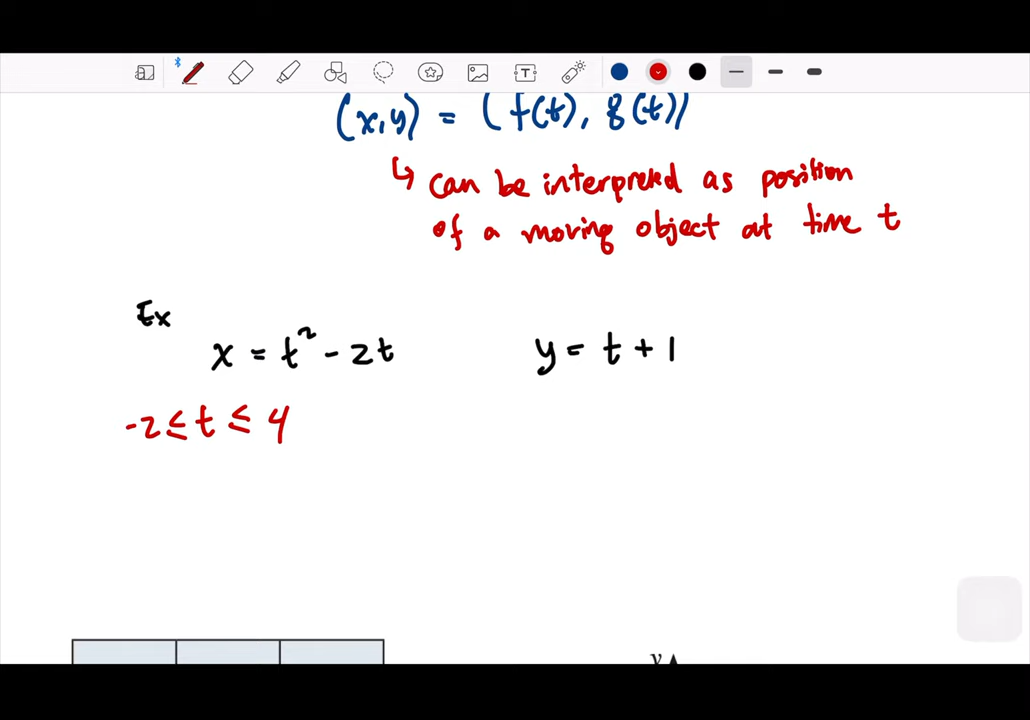 (x,y) = (f(t), g(t))
↳ can be interpreted as position
of a moving object at time t
Ex
x = t² - 2t y = t + 1
-2 ≤ t ≤ 4
y